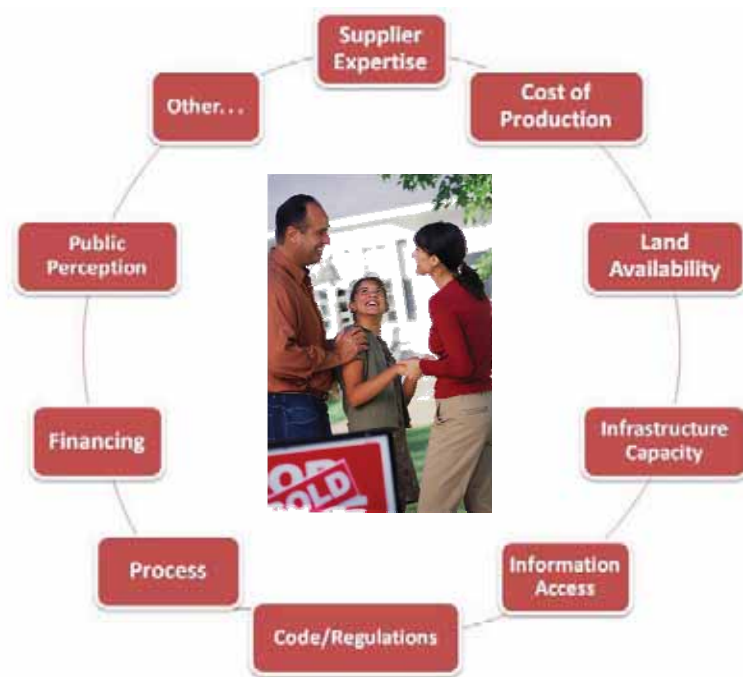 Supplier
Expertise
Cost of
Production
Land
Availability
Infrastructure
Capacity
Information
Access
Code/Regulations
Process
Financing
Public
Perception
Other...
SOLD